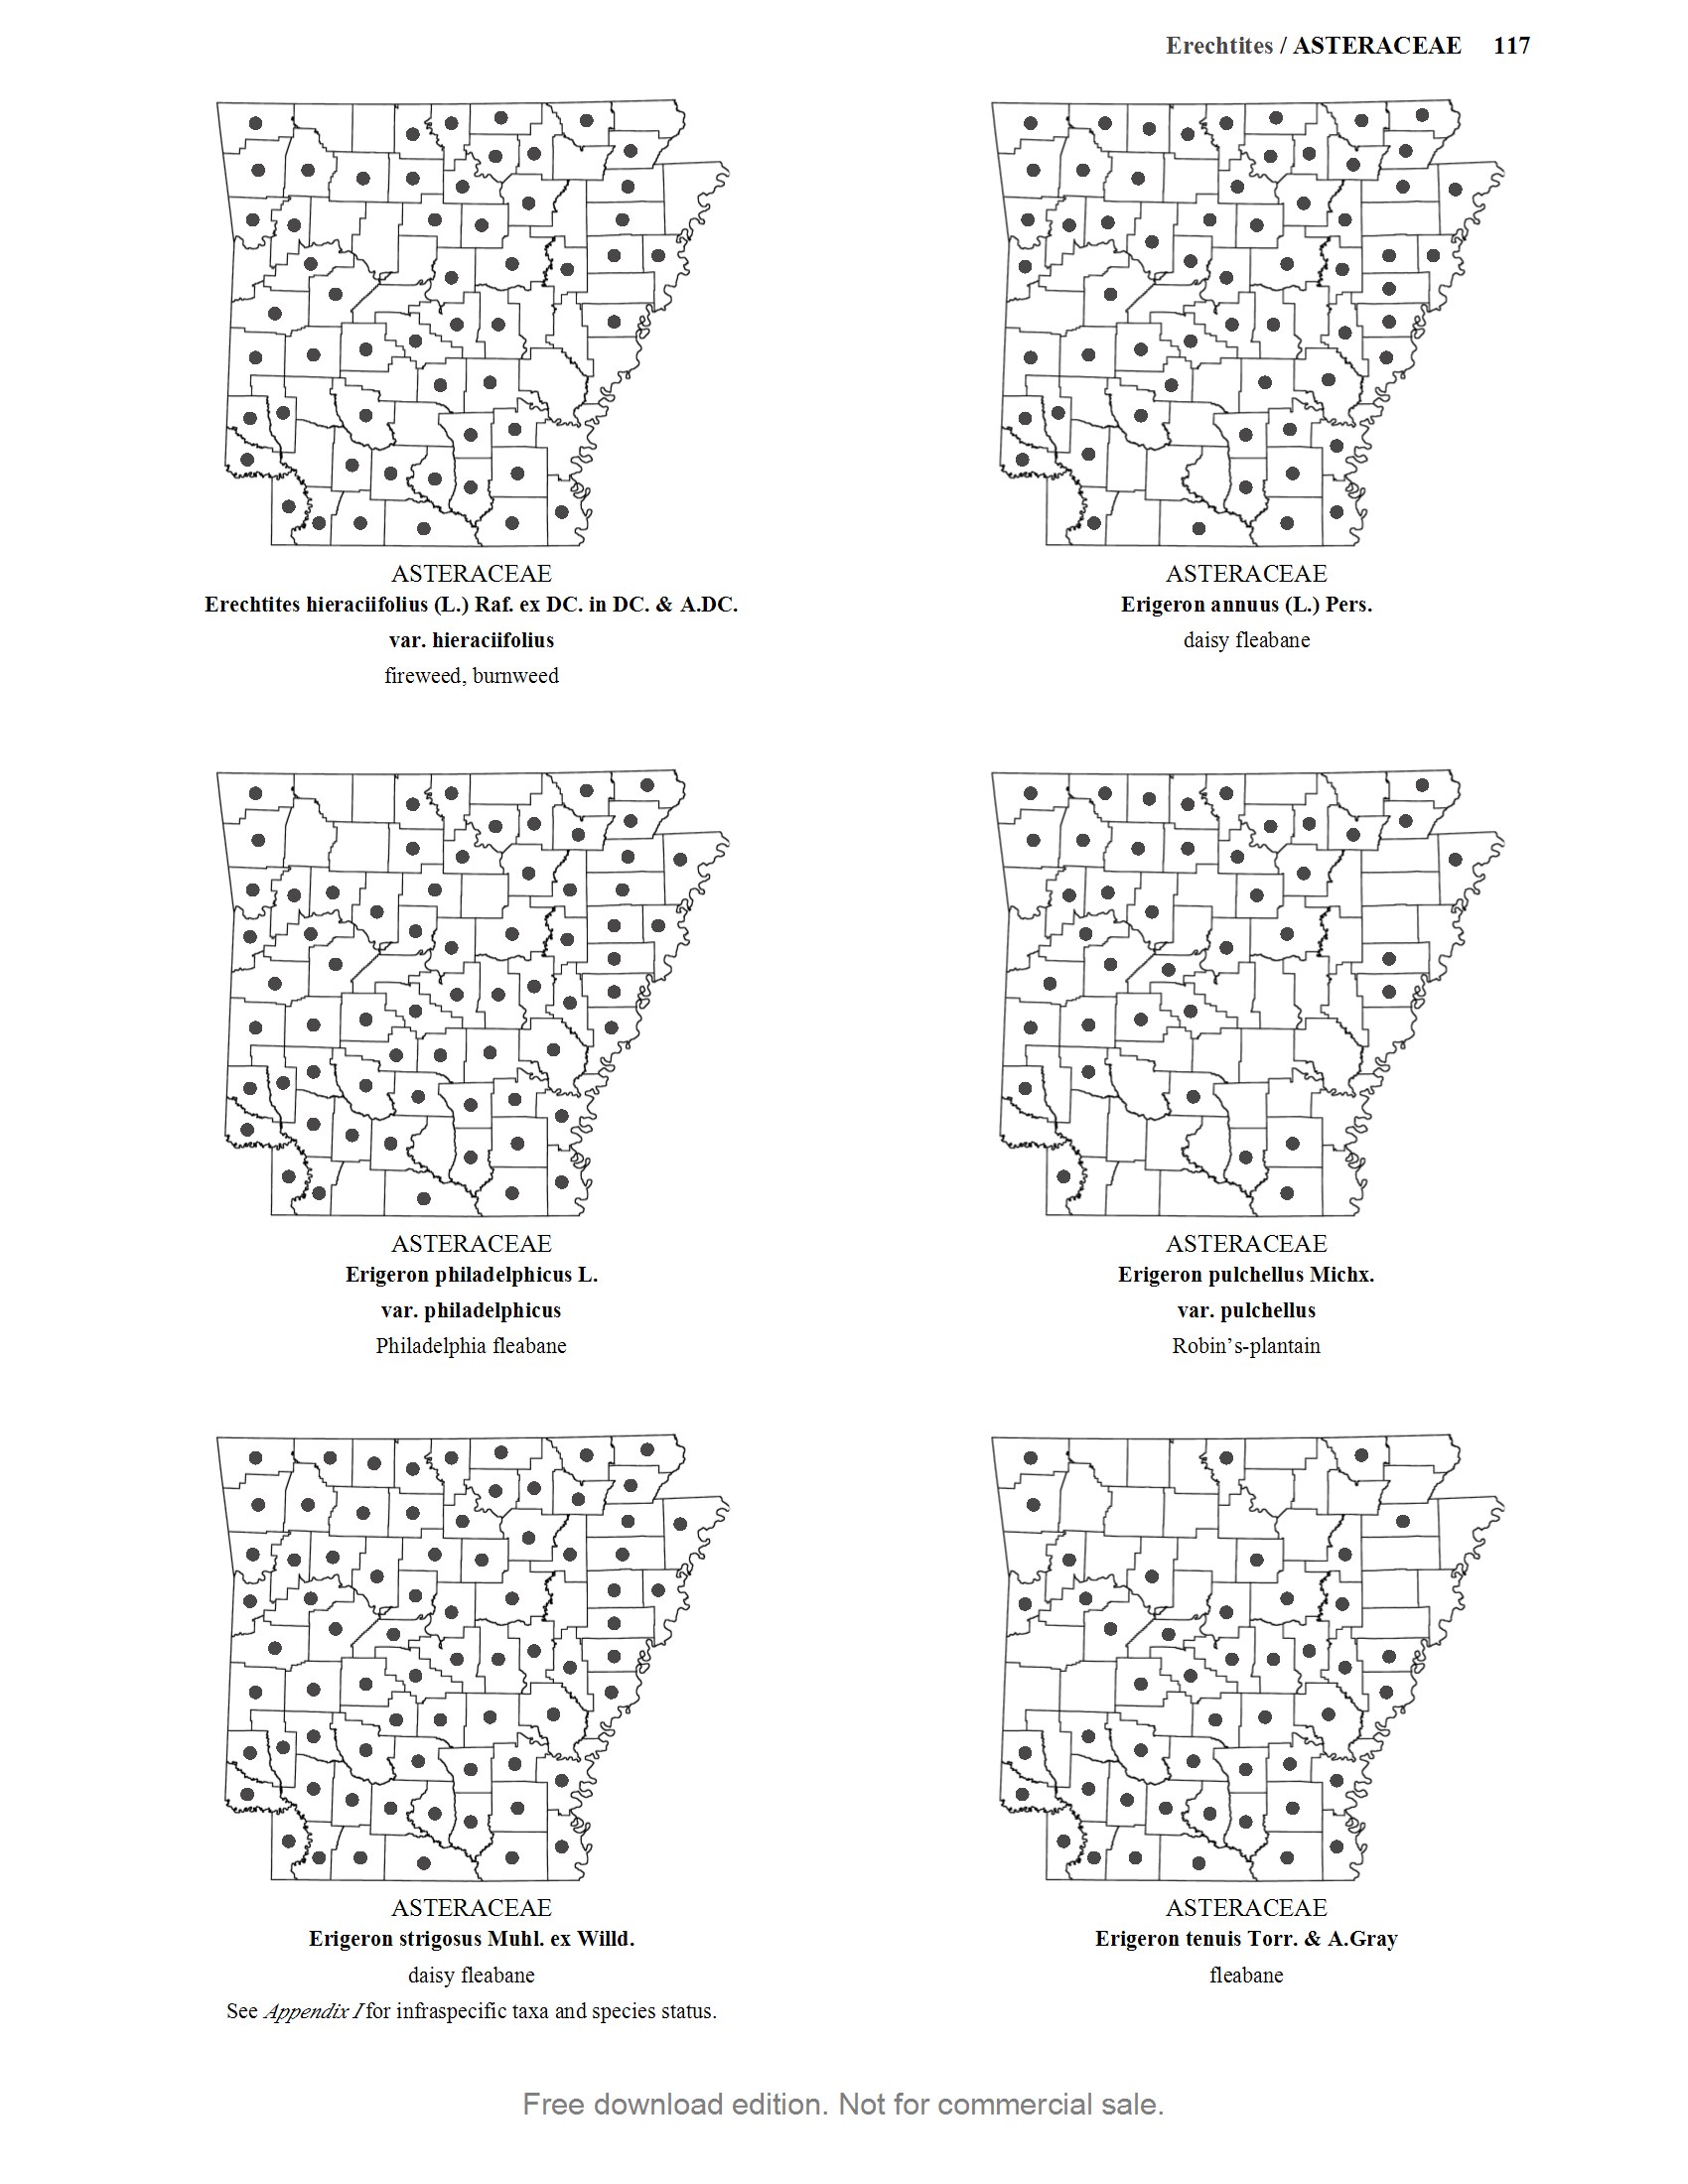 Erechtites / ASTERACEAE 117
ASTERACEAE
Erechtites hieraciifolius (L.) Raf. ex DC. in DC. & A.DC.
var. hieraciifolius
fireweed, burnweed
ASTERACEAE
Erigeron annuus (L.) Pers.
daisy fleabane
ASTERACEAE
Erigeron philadelphicus L.
var. philadelphicus
Philadelphia fleabane
ASTERACEAE
Erigeron pulchellus Michx.
var. pulchellus
Robin’s-plantain
ASTERACEAE
Erigeron strigosus Muhl. ex Willd.
daisy fleabane
See Appendix I for infraspecific taxa and species status.
ASTERACEAE
Erigeron tenuis Torr. & A.Gray
fleabane
Free download edition. Not for commercial sale.